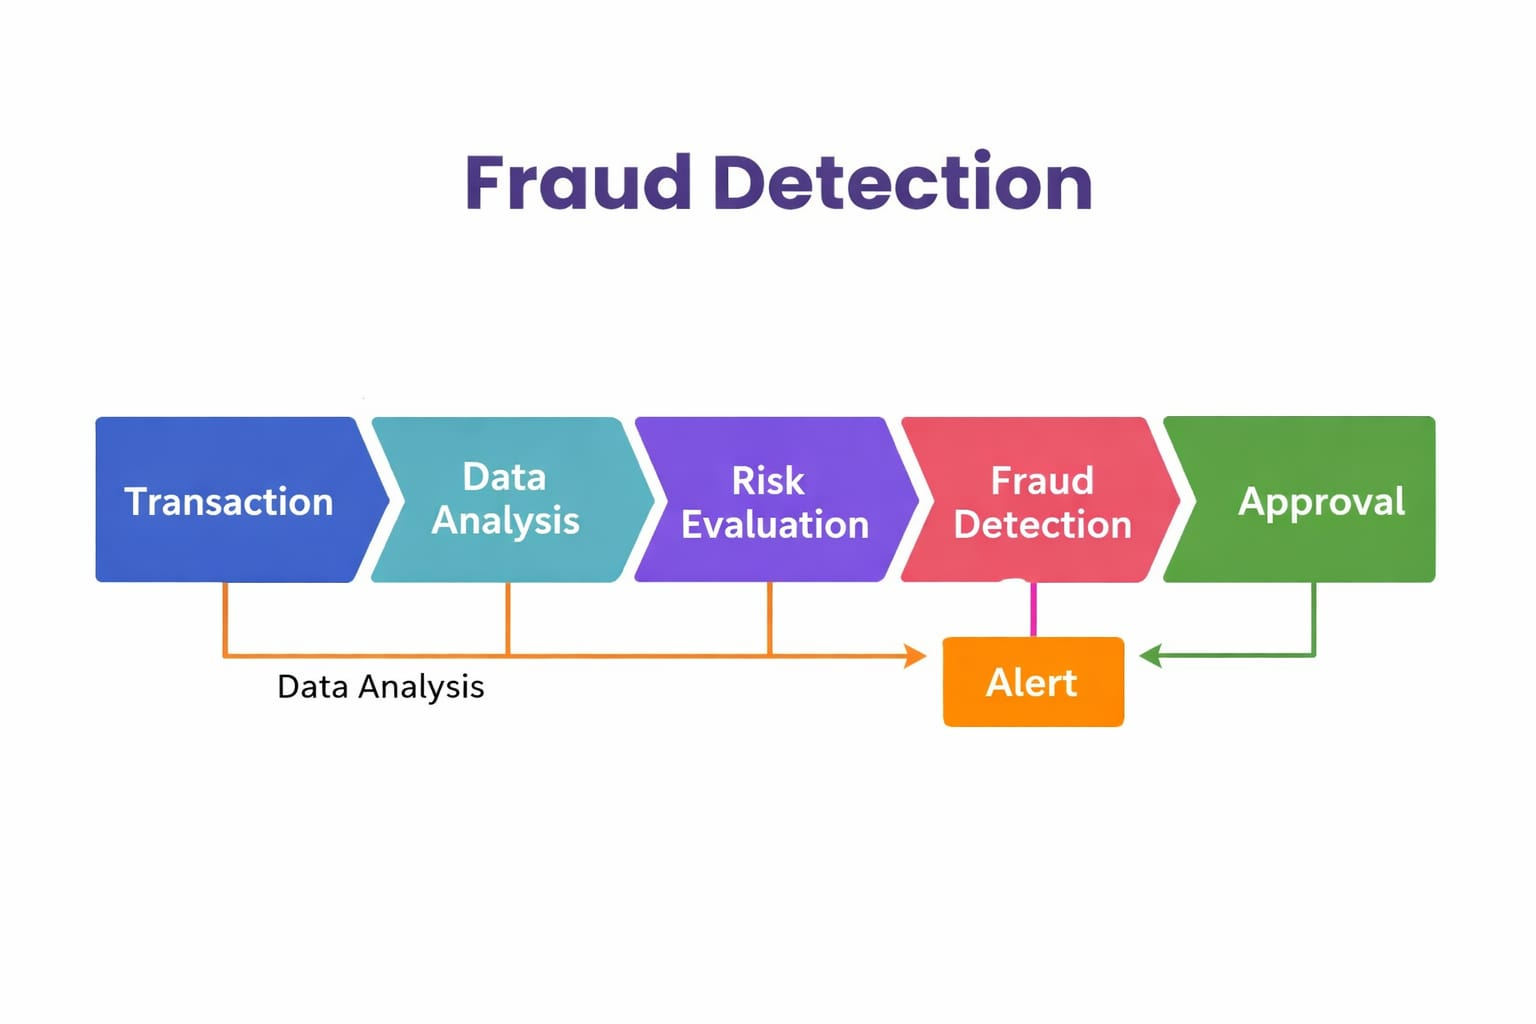 Fraud Detection
Transaction
Data
Analysis
Risk
Evaluation
Fraud
Detection
Approval
Data Analysis
Alert